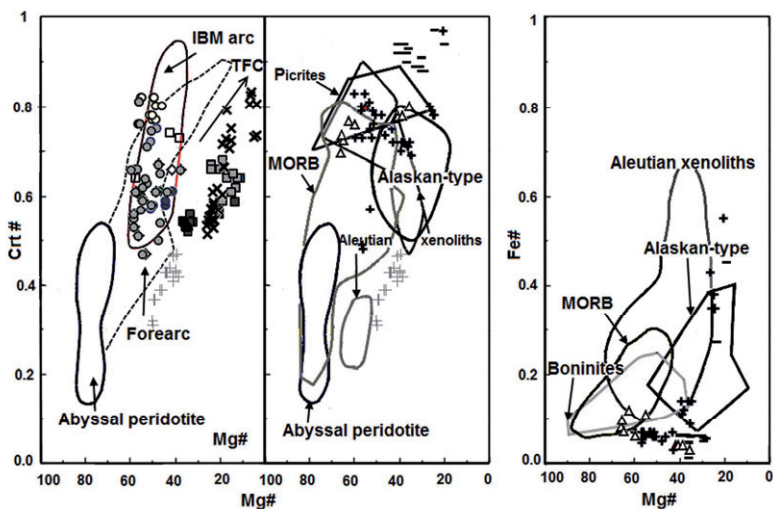 1.0
0.8
0.6
0.4
0.2
0.0
Crt #
IBM arc
TFC
Forearc
Abyssal peridotite
Mg#
100 80 60 40
Mg#
Picrites
MORB
Alaskan-type
Aleutian
xenoliths
Abyssal peridotite
100 80 60 40 20 0
Mg#
1
0.8
0.6
0.4
0.2
0
Fe#
Aleutian xenoliths
Alaskan-type
MORB
Boninites
100 80 60 40 20 0
Mg#